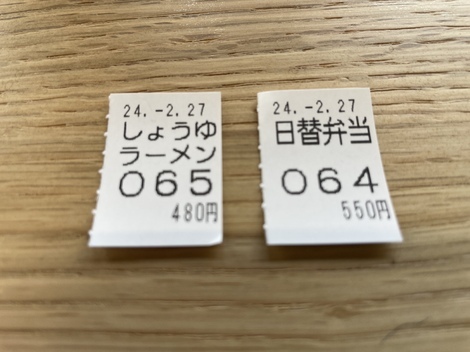 24.-2.27
しょうゆ
ラーメン
065
480円
24.-2.27
日替弁当
064
550円